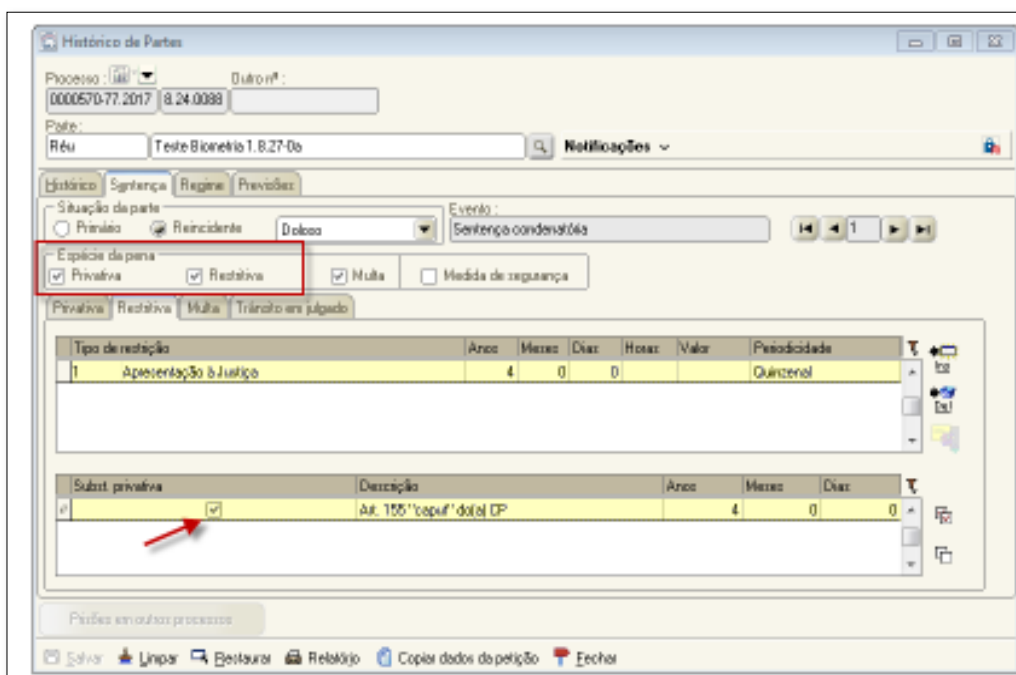 Histórico de Partes
Processo : Outro nº :
0000570-77.2017 8.24.0088
Parte :
Réu Teste Biometria 1.8.27-0a Notificações
Histórico Sentença Regime Previsões
Situação da parte Evento :
Primário Reincidente Doloso Sentença condenatória 1
Espécie da pena
Privativa Restritiva Multa Medida de segurança
Privativa Restritiva Multa Trânsito em julgado
Tipo de restrição Anos Meses Dias Horas Valor Periodicidade
1 Apresentação à Justiça 4 0 0 Quinzenal
Ins
Exl
Subst. privativa Descrição Anos Meses Dias
Art. 155 "caput" do(a) CP 4 0 0
Prisões em outros processos
Salvar Limpar Restaurar Relatório Copiar dados da petição Fechar